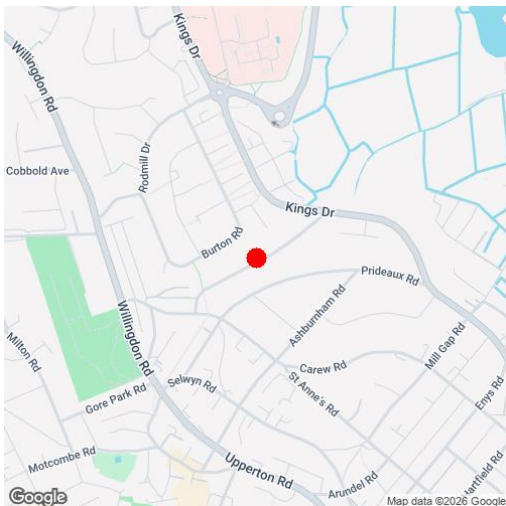 Kings Dr
Willingdon Rd
Rodmill Dr
Cobbold Ave
Kings Dr
Burton Rd
Prideaux Rd
Willingdon Rd
Ashburnham Rd
Mill Gap Rd
Milton Rd
Carew Rd
Selwyn Rd
St Anne's Rd
Enys Rd
Gore Park Rd
Motcombe Rd
Upperton Rd
Arundel Rd
Hartfield Rd
Google
Map data ©2026 Google